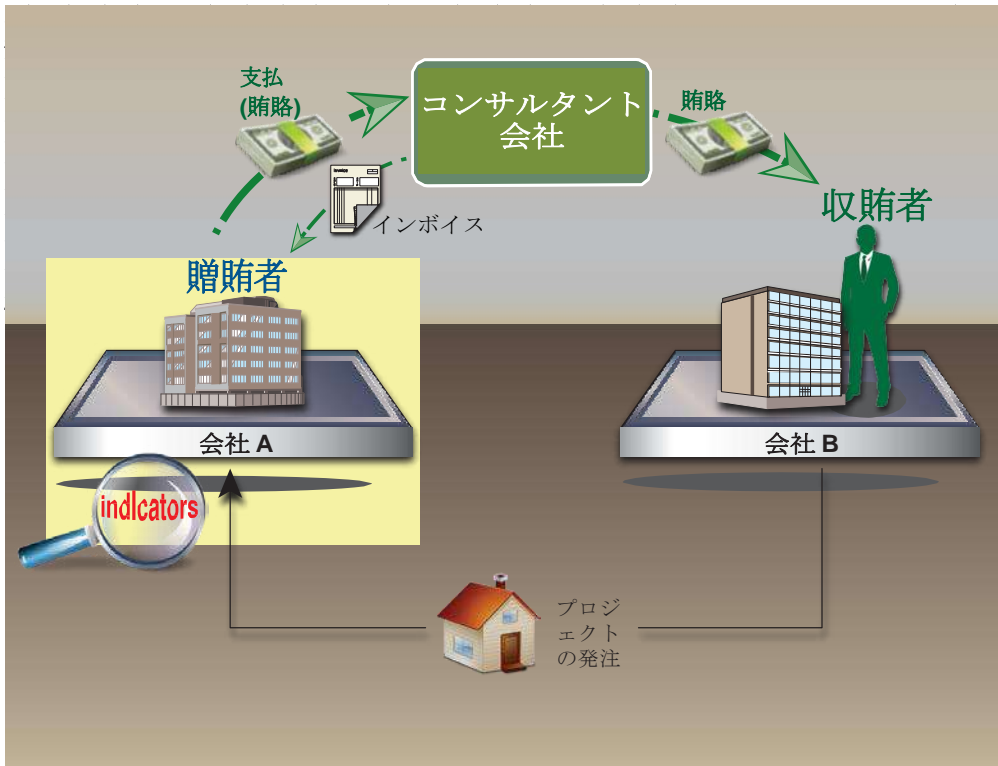 支払
(賄賂)
コンサルタント
会社
賄賂
Invoice
インボイス
収賄者
贈賄者
会社 A
会社 B
indIcators
プロジ
ェクト
の発注